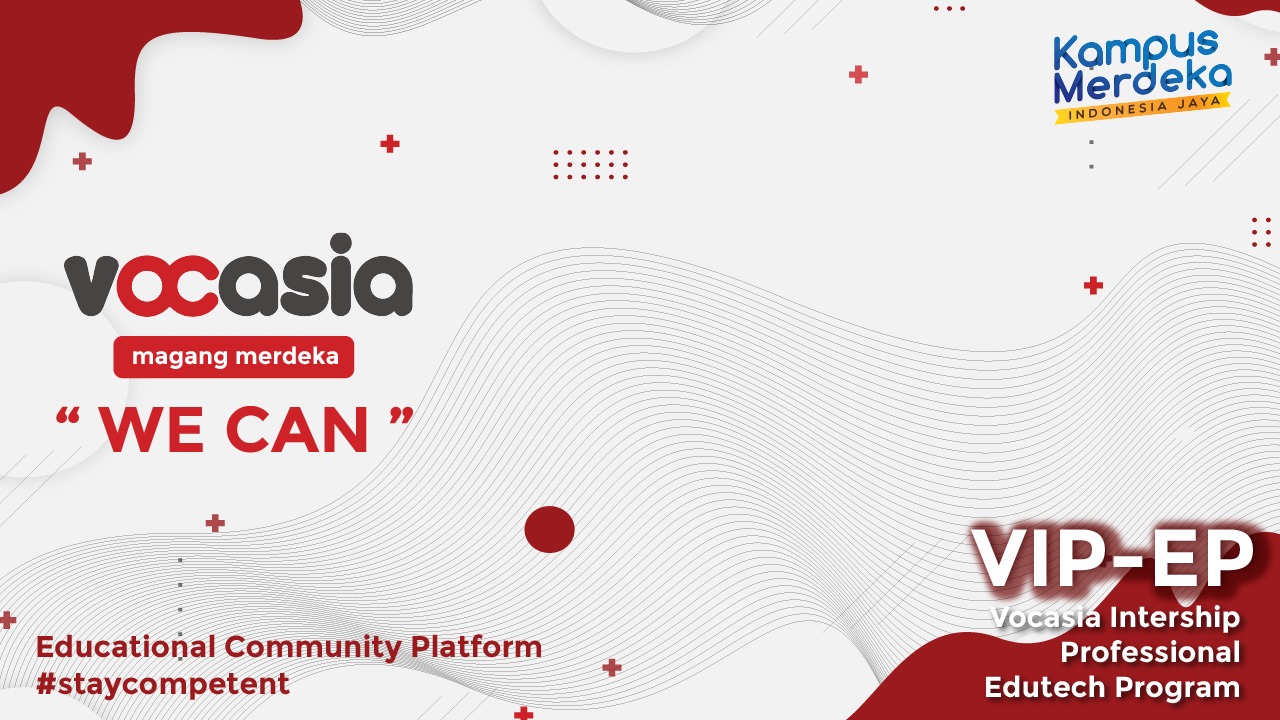 Kampus
Merdeka
INDONESIA JAYA
vocasia
magang merdeka
“ WE CAN ”
VIP-EP
Vocasia Intership
Professional
Edutech Program
Educational Community Platform
#staycompetent